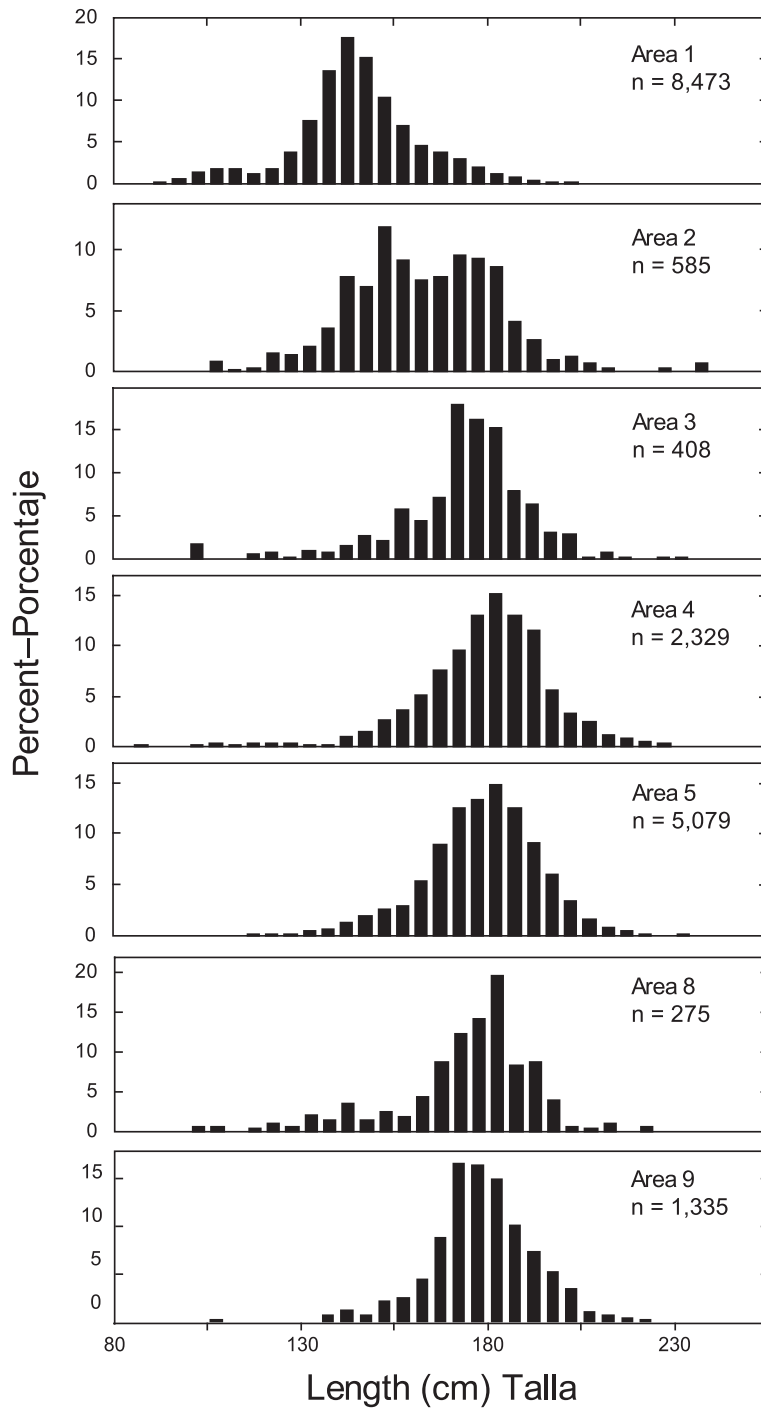 20
15
10
5
0
Area 1
n = 8,473
10
5
0
Area 2
n = 585
15
10
5
0
Area 3
n = 408
15
10
5
0
Area 4
n = 2,329
15
10
5
0
Area 5
n = 5,079
20
15
10
5
0
Area 8
n = 275
15
10
5
0
Area 9
n = 1,335
80 130 180 230
Length (cm) Talla
Percent–Porcentaje